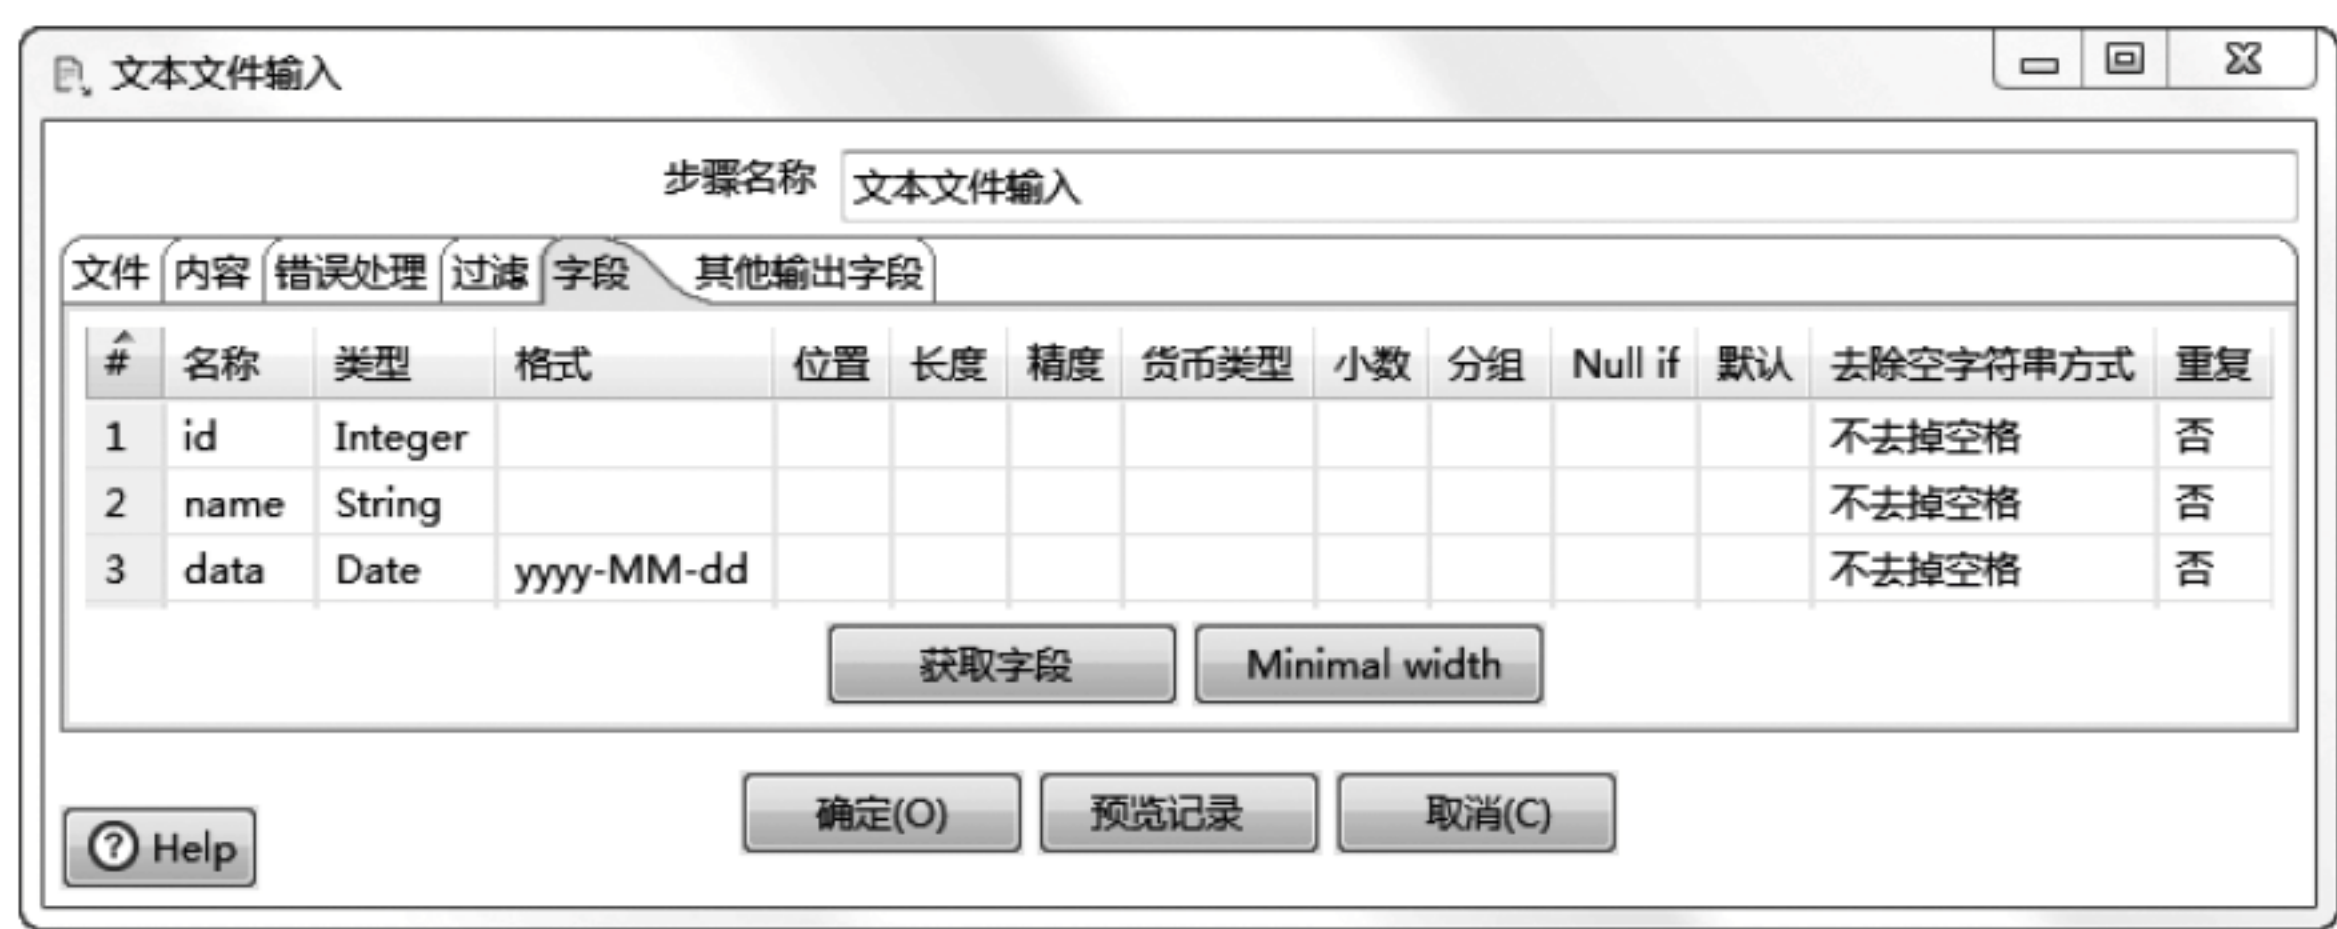 文本文件输入
步骤名称 文本文件输入
文件 内容 错误处理 过滤 字段 其他输出字段
# 名称 类型 格式 位置 长度 精度 货币类型 小数 分组 Null if 默认 去除空字符串方式 重复
1 id Integer 不去掉空格 否
2 name String 不去掉空格 否
3 data Date yyyy-MM-dd 不去掉空格 否
获取字段 Minimal width
确定(O) 预览记录 取消(C)
Help